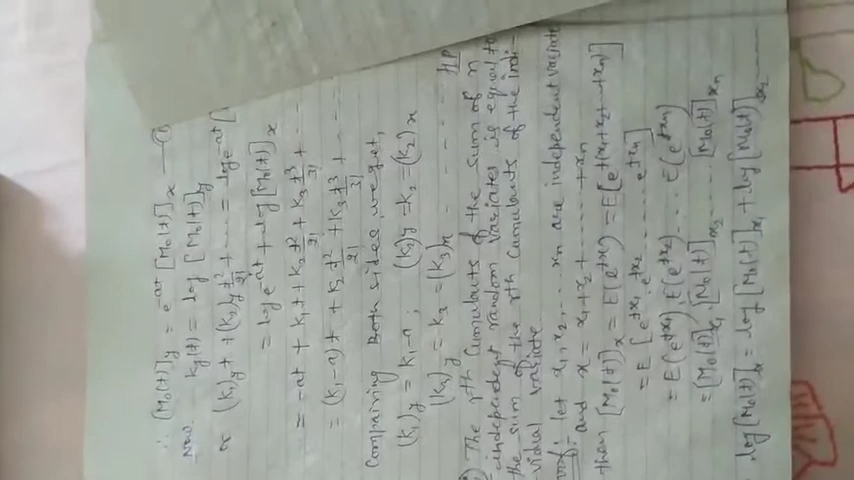 ∴ [M₀(t)]y = e^-at [M₀(t)]x — ①
Now. Ky(t) = log [M₀(t)]y
or (K₁)y t + (K₂)y t²/2! + ... = log e^-at [
= log e^-at + log [M₀(t)]x
= -at + K₁t + K₂ t²/2! + K₃ t³/3! + ...
= (K₁-a)t + K₂ t²/2! + K₃ t³/3! + ----
Comparing Both sides, we get,
(K₁)y = K₁-a ; (K₂)y = K₂ = (K₂)x
(K₃)y = K₃ = (K₃)x - - - - - HP
The rth Cumulants of the Sum of n
independent random variates is equal to
the sum of the rth Cumulants of the indi-
vidual variate
Proof:- let x₁, x₂, ... xn are independent variate
and x = x₁ + x₂ + ...... + xn
then [M₀(t)]x = E(e^tx) = E[e^t(x₁+x₂+---+xn)]
= E[e^tx₁ . e^tx₂ ...... e^txn]
= E(e^tx₁) E(e^tx₂) .... E(e^txn)
= [M₀(t)]x₁ . [M₀(t)]x₂ ...... [M₀(t)]xn
log[M₀(t)]x = log [M₀(t)]x₁ + log [M₀(t)]x₂ -----